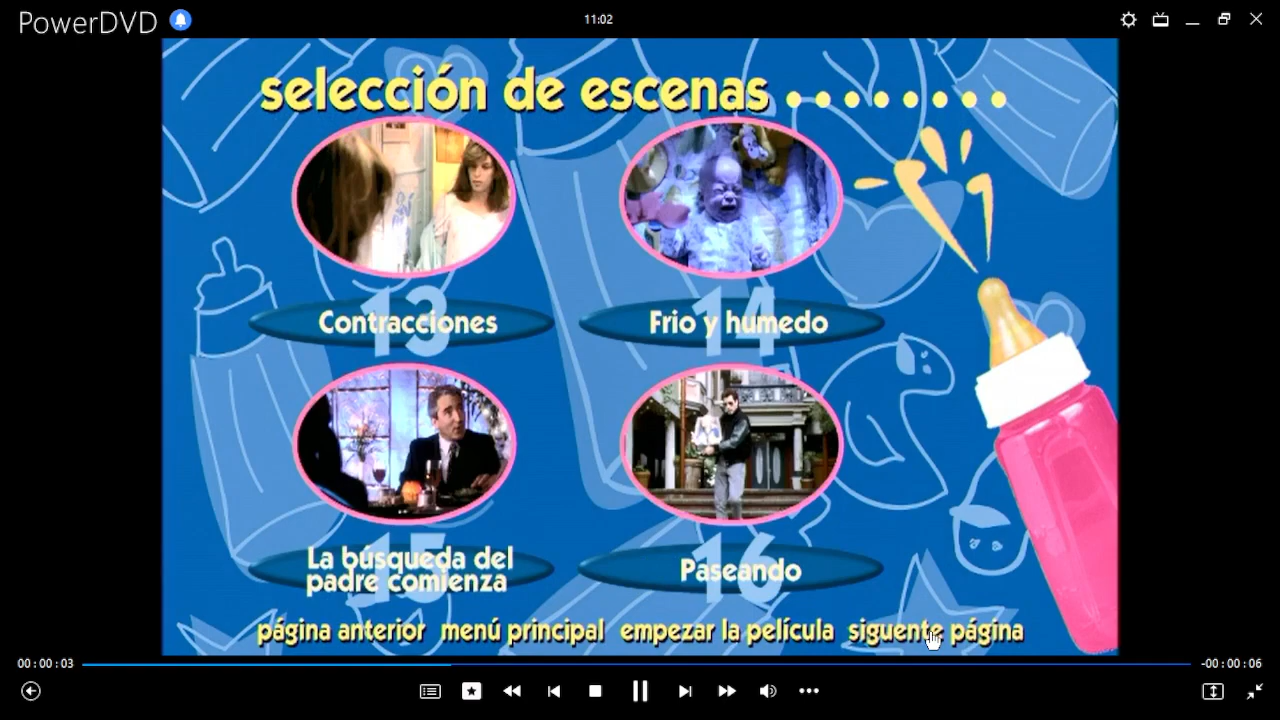 PowerDVD
11:02
selección de escenas ........
13
Contracciones
14
Frio y humedo
15
La búsqueda del
padre comienza
16
Paseando
página anterior menú principal empezar la película siguente página
00:00:03
-00:00:06